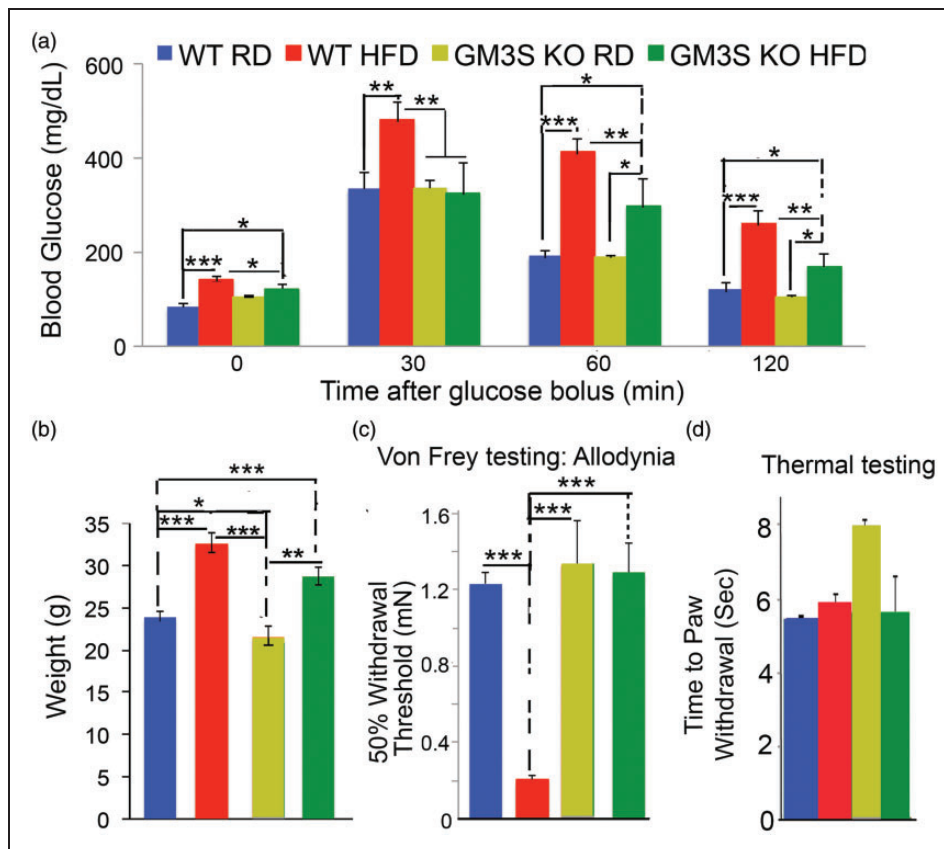 (a)
WT RD WT HFD GM3S KO RD GM3S KO HFD
Blood Glucose (mg/dL)
600
400
200
0
** **
* *** ** *
* *** ** *
* *** *
0 30 60 120
Time after glucose bolus (min)
(b)
Weight (g)
35
30
25
20
15
10
5
0
***
*
*** *** **
(c)
Von Frey testing: Allodynia
50% Withdrawal
Threshold (mN)
1.6
1.2
0.8
0.4
0
***
***
***
(d)
Thermal testing
Time to Paw
Withdrawal (Sec)
8
6
4
2
0